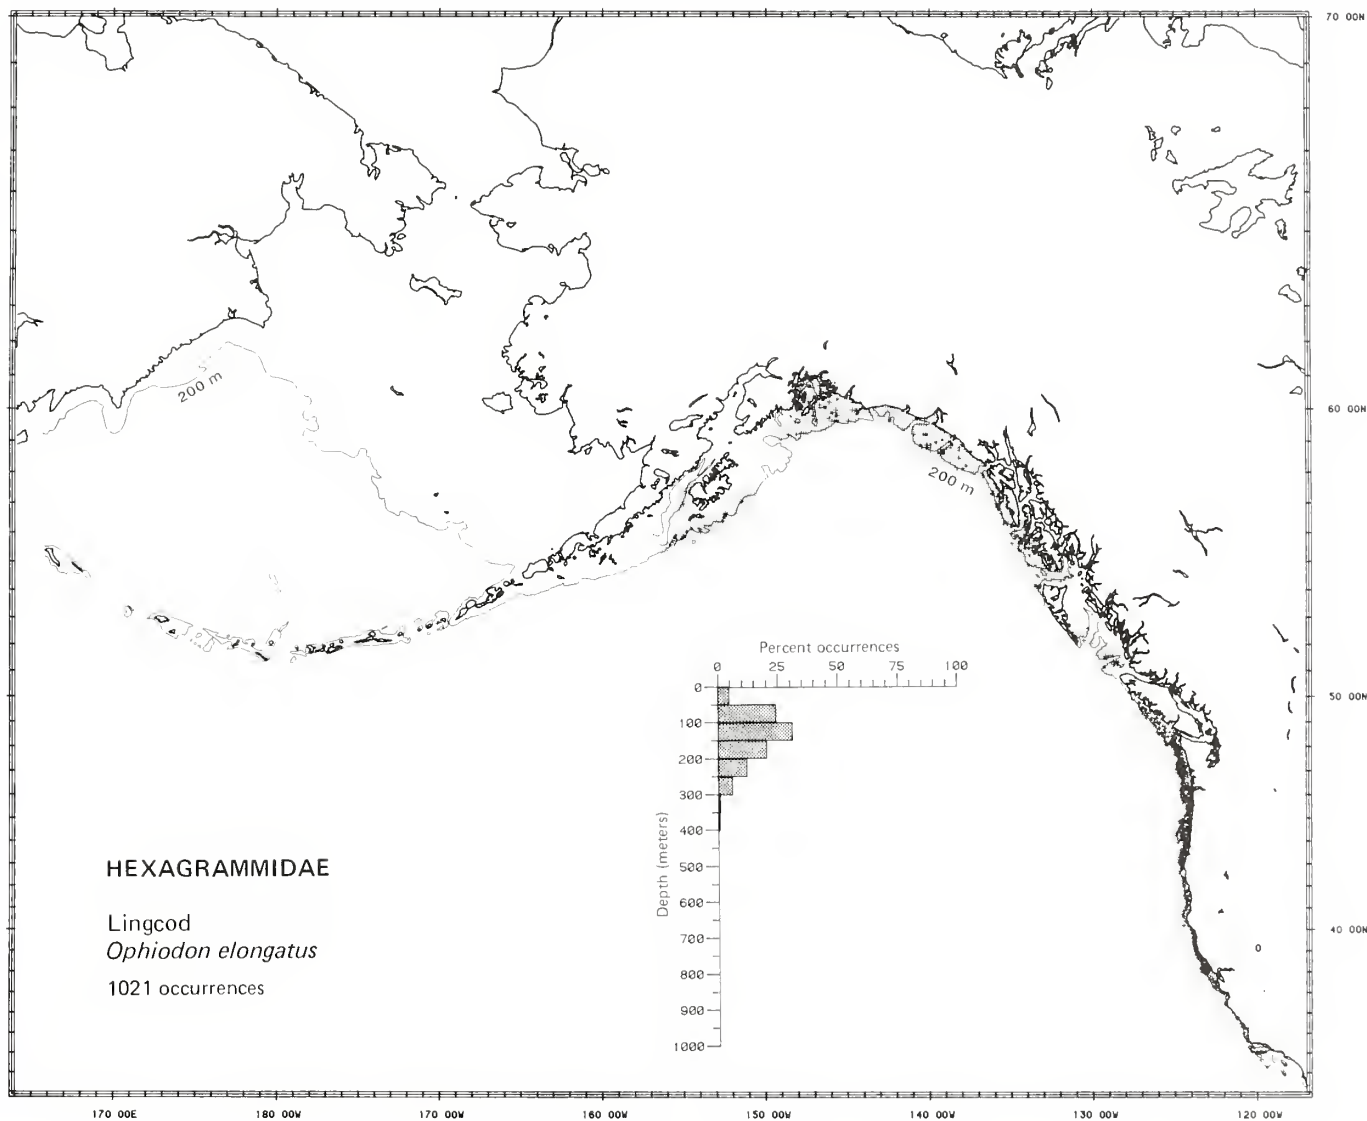 70 00N
200 m
60 00N
200 m
Percent occurrences
0 25 50 75 100
0
50 00N
100
200
300
400
500
600
700
800
900
1000
Depth (meters)
HEXAGRAMMIDAE
Lingcod
Ophiodon elongatus
1021 occurrences
40 00N
170 00E 180 00W 170 00W 160 00W 150 00W 140 00W 130 00W 120 00W